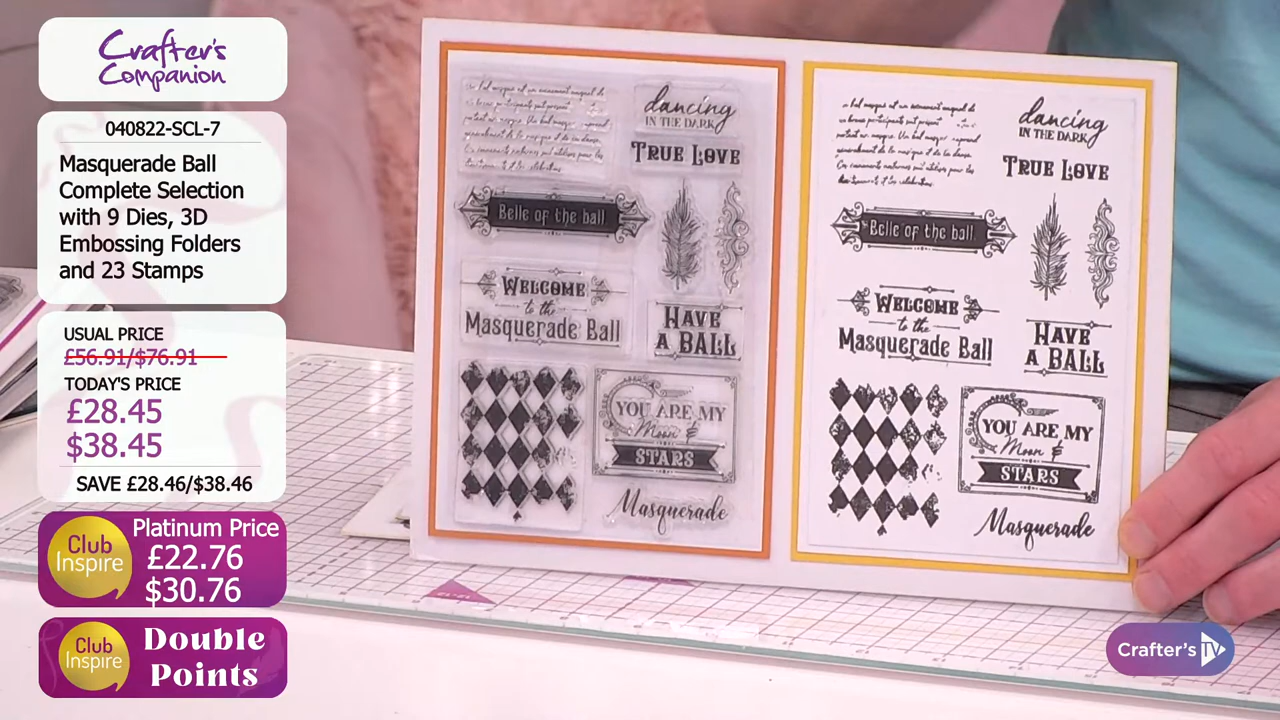 Crafter's
Companion
040822-SCL-7
Masquerade Ball
Complete Selection
with 9 Dies, 3D
Embossing Folders
and 23 Stamps
USUAL PRICE
£56.91/$76.91
TODAY'S PRICE
£28.45
$38.45
SAVE £28.46/$38.46
Club
Inspire
Platinum Price
£22.76
$30.76
Club
Inspire
Double
Points
dancing
IN THE DARK
TRUE LOVE
Belle of the ball
WELCOME
to the
Masquerade Ball
HAVE
A BALL
YOU ARE MY
Moon &
STARS
Masquerade
dancing
IN THE DARK
TRUE LOVE
Belle of the ball
WELCOME
to the
Masquerade Ball
HAVE
A BALL
YOU ARE MY
Moon &
STARS
Masquerade
Crafter's TV